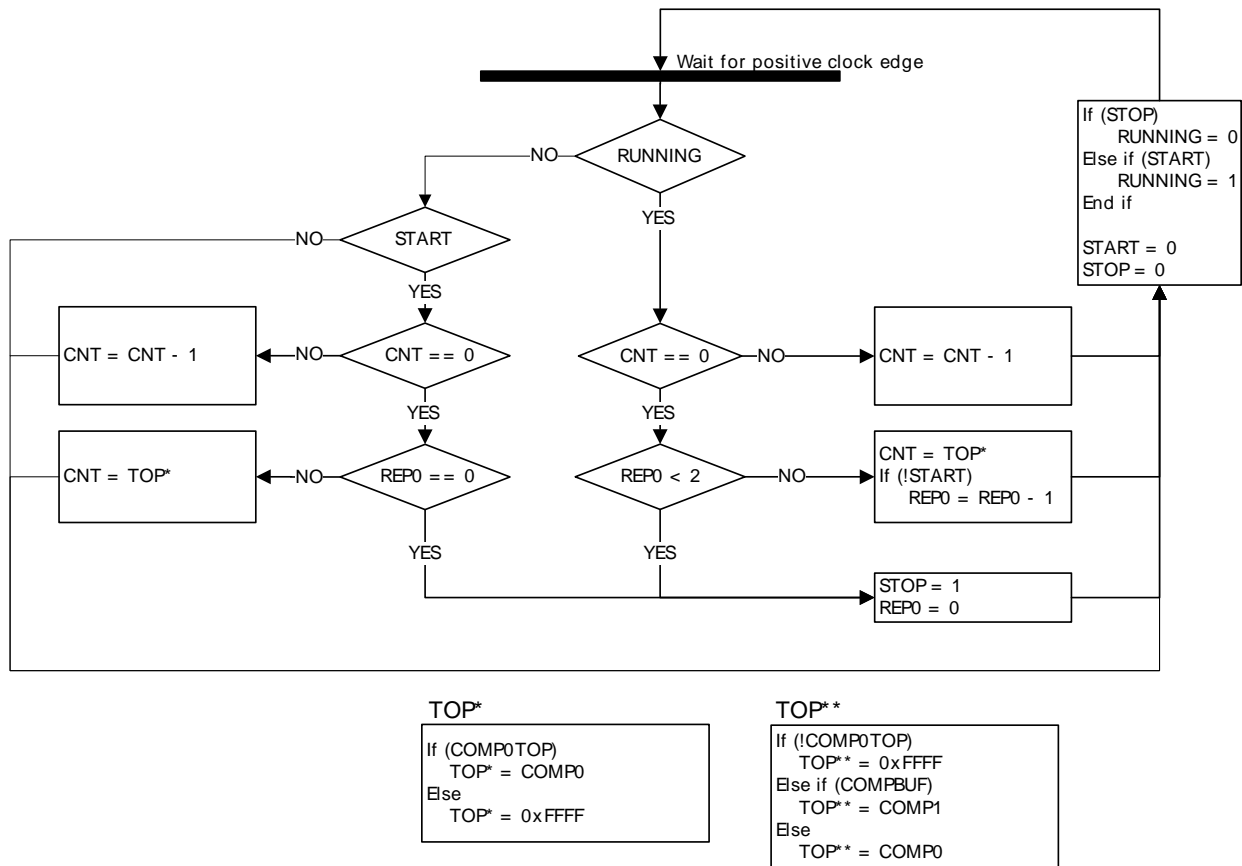 Wait for positive clock edge
RUNNING
NO
YES
If (STOP)
RUNNING = 0
Else if (START)
RUNNING = 1
End if
START = 0
STOP = 0
START
NO
YES
CNT = CNT - 1
NO
CNT == 0
YES
CNT == 0
NO
YES
CNT = CNT - 1
CNT = TOP*
NO
REP0 == 0
YES
REP0 < 2
NO
YES
CNT = TOP*
If (!START)
REP0 = REP0 - 1
STOP = 1
REP0 = 0
TOP*
If (COMP0TOP)
TOP* = COMP0
Else
TOP* = 0xFFFF
TOP**
If (!COMP0TOP)
TOP** = 0xFFFF
Else if (COMPBUF)
TOP** = COMP1
Else
TOP** = COMP0